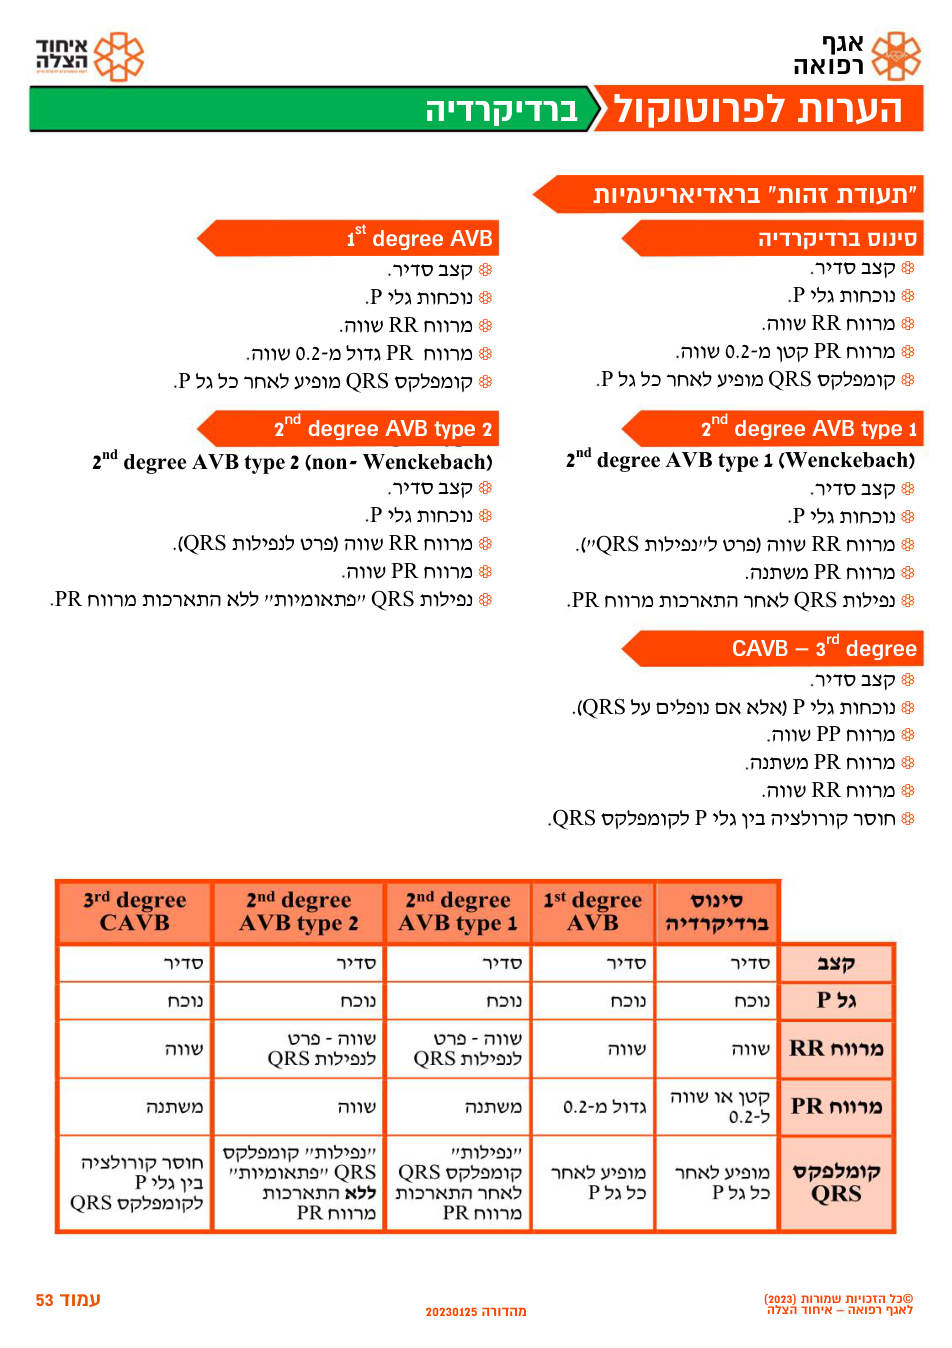 אגף
רפואה
איחוד
הצלה
הערות לפרוטוקול
ברדיקרדיה
"תעודת זהות" בראדיאריטמיות
סינוס ברדיקרדיה
קצב סדיר.
נוכחות גלי P.
מרווח RR שווה.
מרווח PR קטן מ-0.2 שווה.
קומפלקס QRS מופיע לאחר כל גל P.
1st degree AVB
קצב סדיר.
נוכחות גלי P.
מרווח RR שווה.
מרווח PR גדול מ-0.2 שווה.
קומפלקס QRS מופיע לאחר כל גל P.
2nd degree AVB type 1
2nd degree AVB type 1 (Wenckebach)
קצב סדיר.
נוכחות גלי P.
מרווח RR שווה (פרט ל"נפילות QRS").
מרווח PR משתנה.
נפילות QRS לאחר התארכות מרווח PR.
2nd degree AVB type 2
2nd degree AVB type 2 (non- Wenckebach)
קצב סדיר.
נוכחות גלי P.
מרווח RR שווה (פרט לנפילות QRS).
מרווח PR שווה.
נפילות QRS "פתאומיות" ללא התארכות מרווח PR.
CAVB – 3rd degree
קצב סדיר.
נוכחות גלי P (אלא אם נופלים על QRS).
מרווח PP שווה.
מרווח PR משתנה.
מרווח RR שווה.
חוסר קורולציה בין גלי P לקומפלקס QRS.
סינוס
ברדיקרדיה
1st degree
AVB
2nd degree
AVB type 1
2nd degree
AVB type 2
3rd degree
CAVB
קצב
סדיר
סדיר
סדיר
סדיר
סדיר
גל P
נוכח
נוכח
נוכח
נוכח
נוכח
מרווח RR
שווה
שווה
שווה - פרט
לנפילות QRS
שווה - פרט
לנפילות QRS
שווה
מרווח PR
קטן או שווה
ל-0.2
גדול מ-0.2
משתנה
שווה
משתנה
קומלפקס
QRS
מופיע לאחר
כל גל P
מופיע לאחר
כל גל P
"נפילות"
קומפלקס QRS
לאחר התארכות
מרווח PR
"נפילות" קומפלקס
QRS "פתאומיות"
ללא התארכות
מרווח PR
חוסר קורולציה
בין גלי P
לקומפלקס QRS
©כל הזכויות שמורות (2023)
לאגף רפואה – איחוד הצלה
מהדורה 20230125
עמוד 53